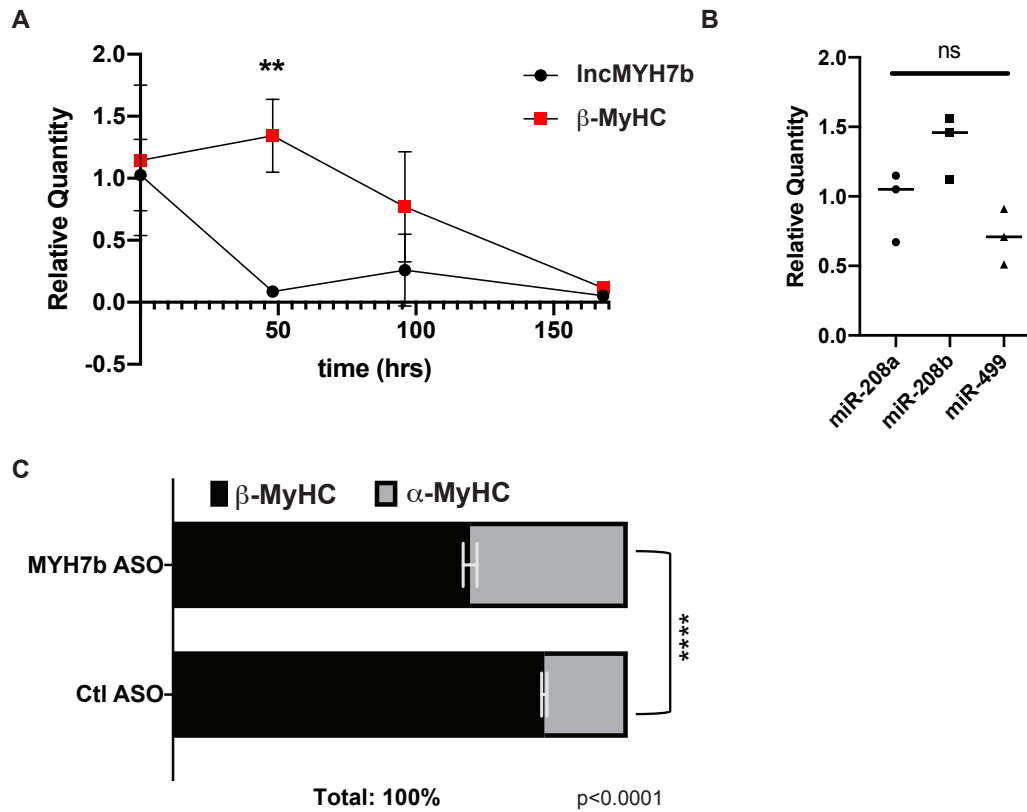 A
2.0
1.5
1.0
0.5
0.0
-0.5
50
100
150
Relative Quantity
time (hrs)
**
lncMYH7b
β-MyHC
B
ns
2.0
1.5
1.0
0.5
0.0
Relative Quantity
miR-208a
miR-208b
miR-499
C
β-MyHC
α-MyHC
MYH7b ASO
Ctl ASO
****
Total: 100%
p<0.0001